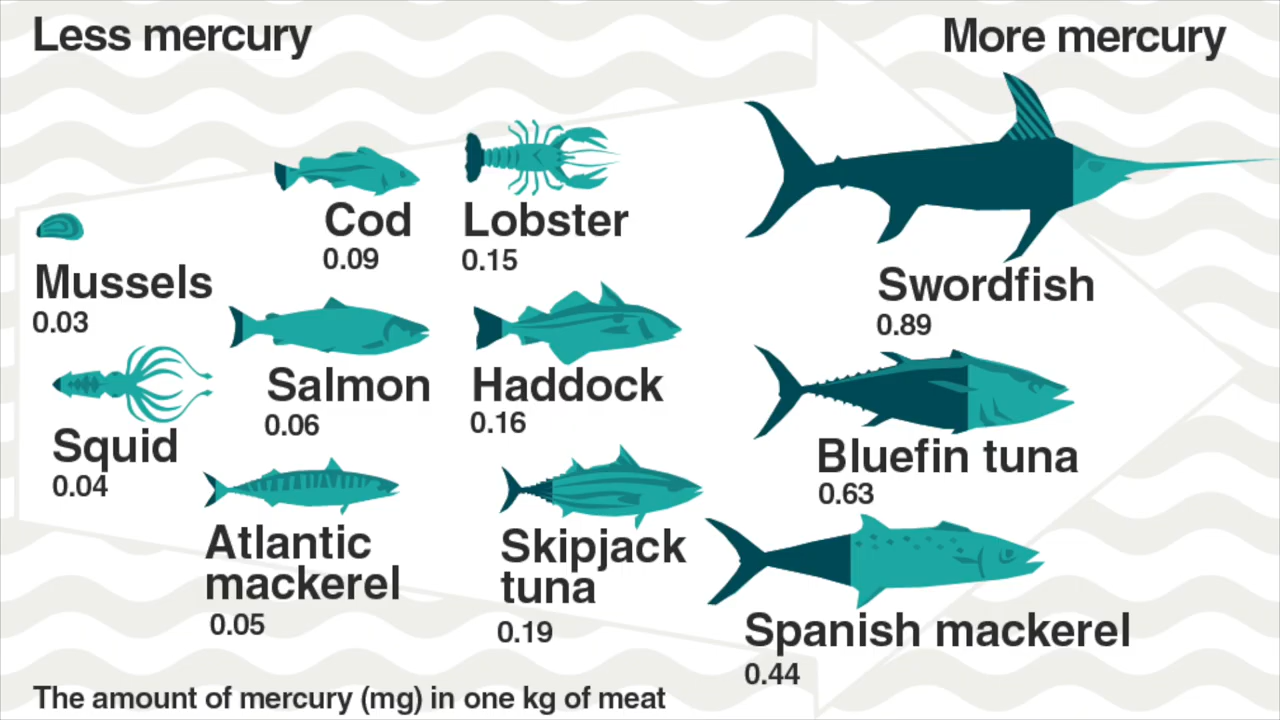 Less mercury
More mercury
Mussels
0.03
Squid
0.04
Cod
0.09
Salmon
0.06
Atlantic
mackerel
0.05
Lobster
0.15
Haddock
0.16
Skipjack
tuna
0.19
Swordfish
0.89
Bluefin tuna
0.63
Spanish mackerel
0.44
The amount of mercury (mg) in one kg of meat